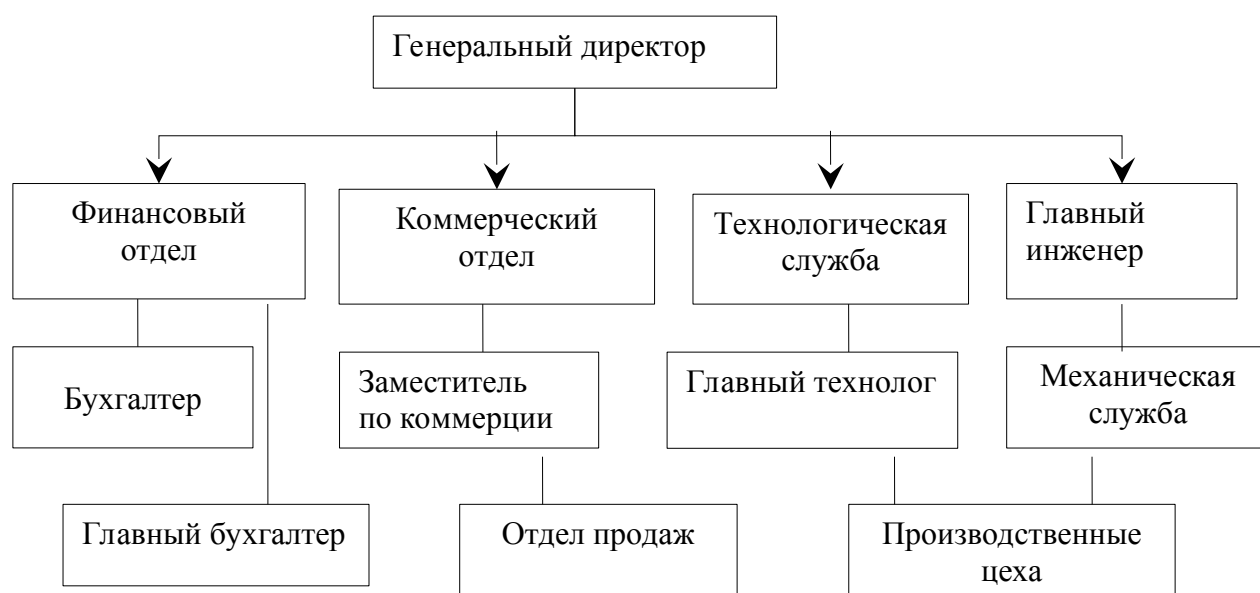 Генеральный директор
Финансовый
отдел
Коммерческий
отдел
Технологическая
служба
Главный
инженер
Бухгалтер
Заместитель
по коммерции
Главный технолог
Механическая
служба
Главный бухгалтер
Отдел продаж
Производственные
цеха